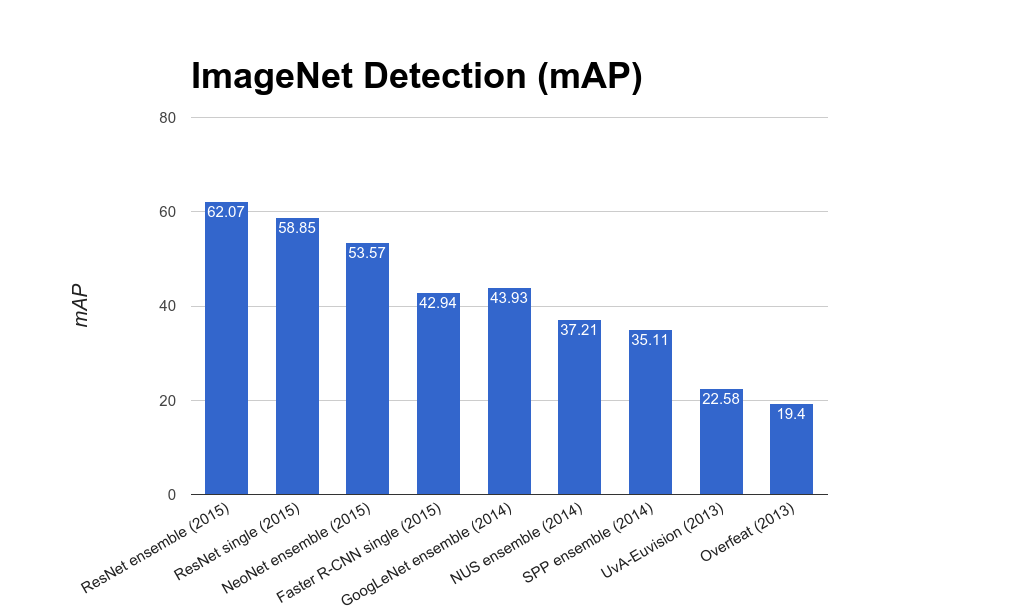 ImageNet Detection (mAP)
80
60
40
20
0
mAP
62.07
58.85
53.57
42.94
43.93
37.21
35.11
22.58
19.4
ResNet ensemble (2015)
ResNet single (2015)
NeoNet ensemble (2015)
Faster R-CNN single (2015)
GoogLeNet ensemble (2014)
NUS ensemble (2014)
SPP ensemble (2014)
UvA-Euvision (2013)
Overfeat (2013)